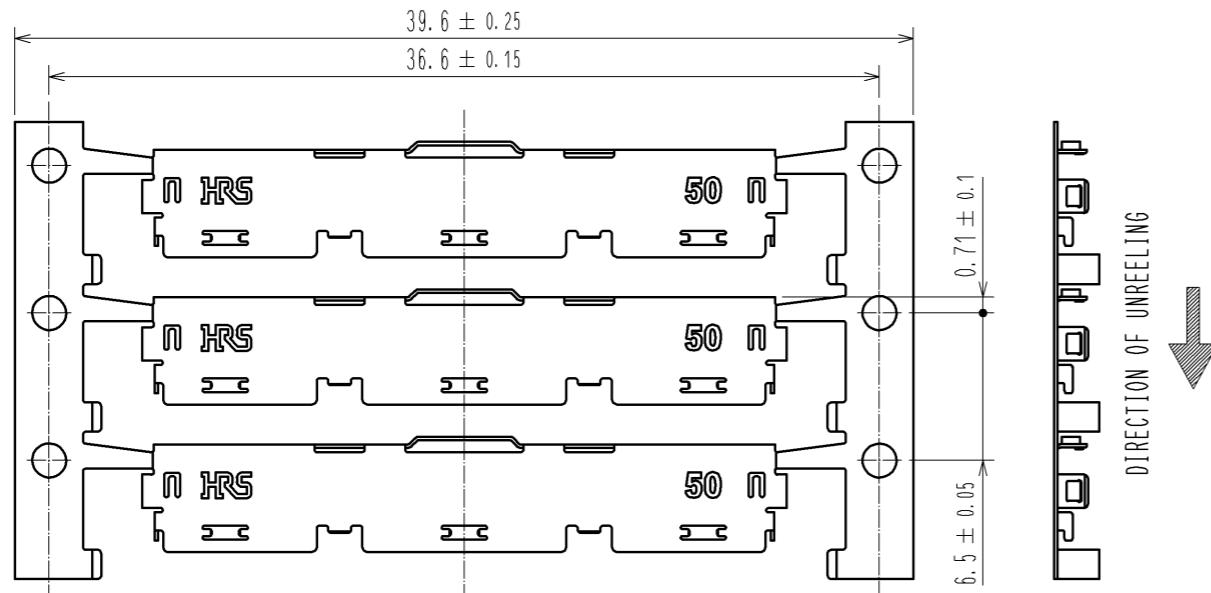 39.6 ± 0.25
36.6 ± 0.15
HRS 50
0.71 ± 0.1
HRS 50
HRS 50
6.5 ± 0.05
DIRECTION OF UNREELING